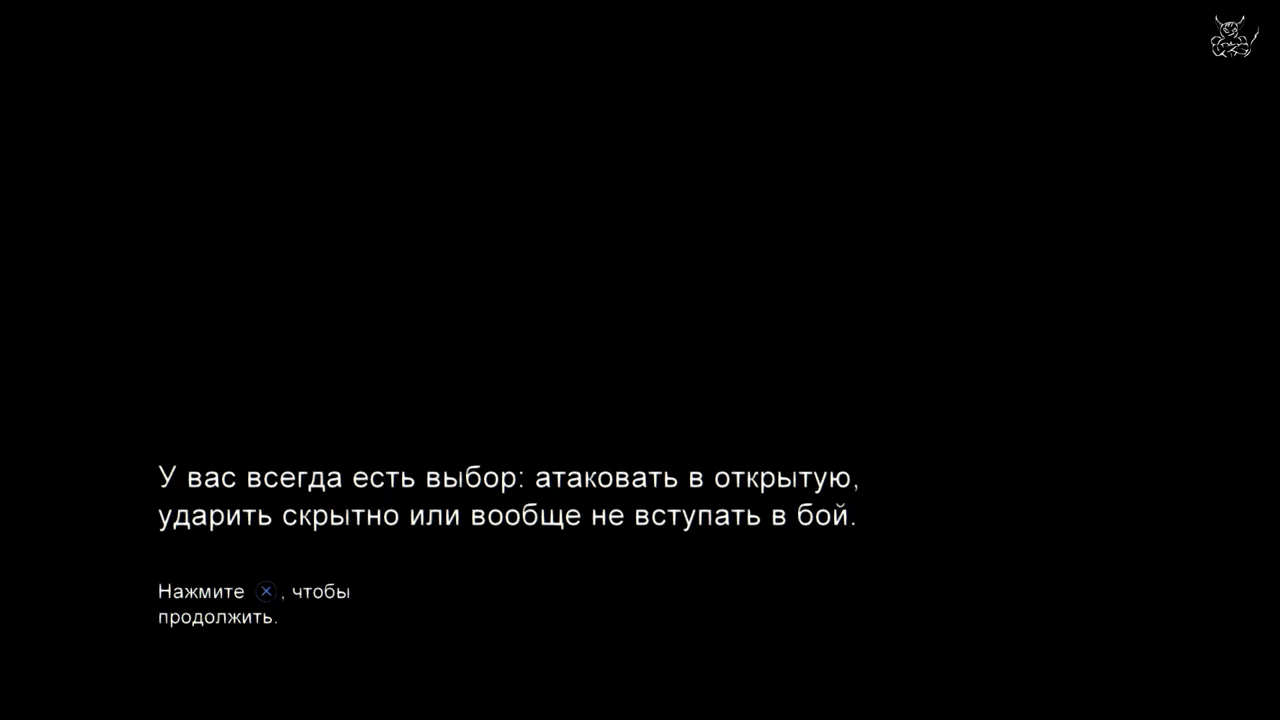 У вас всегда есть выбор: атаковать в открытую,
ударить скрытно или вообще не вступать в бой.
Нажмите ⓧ, чтобы
продолжить.